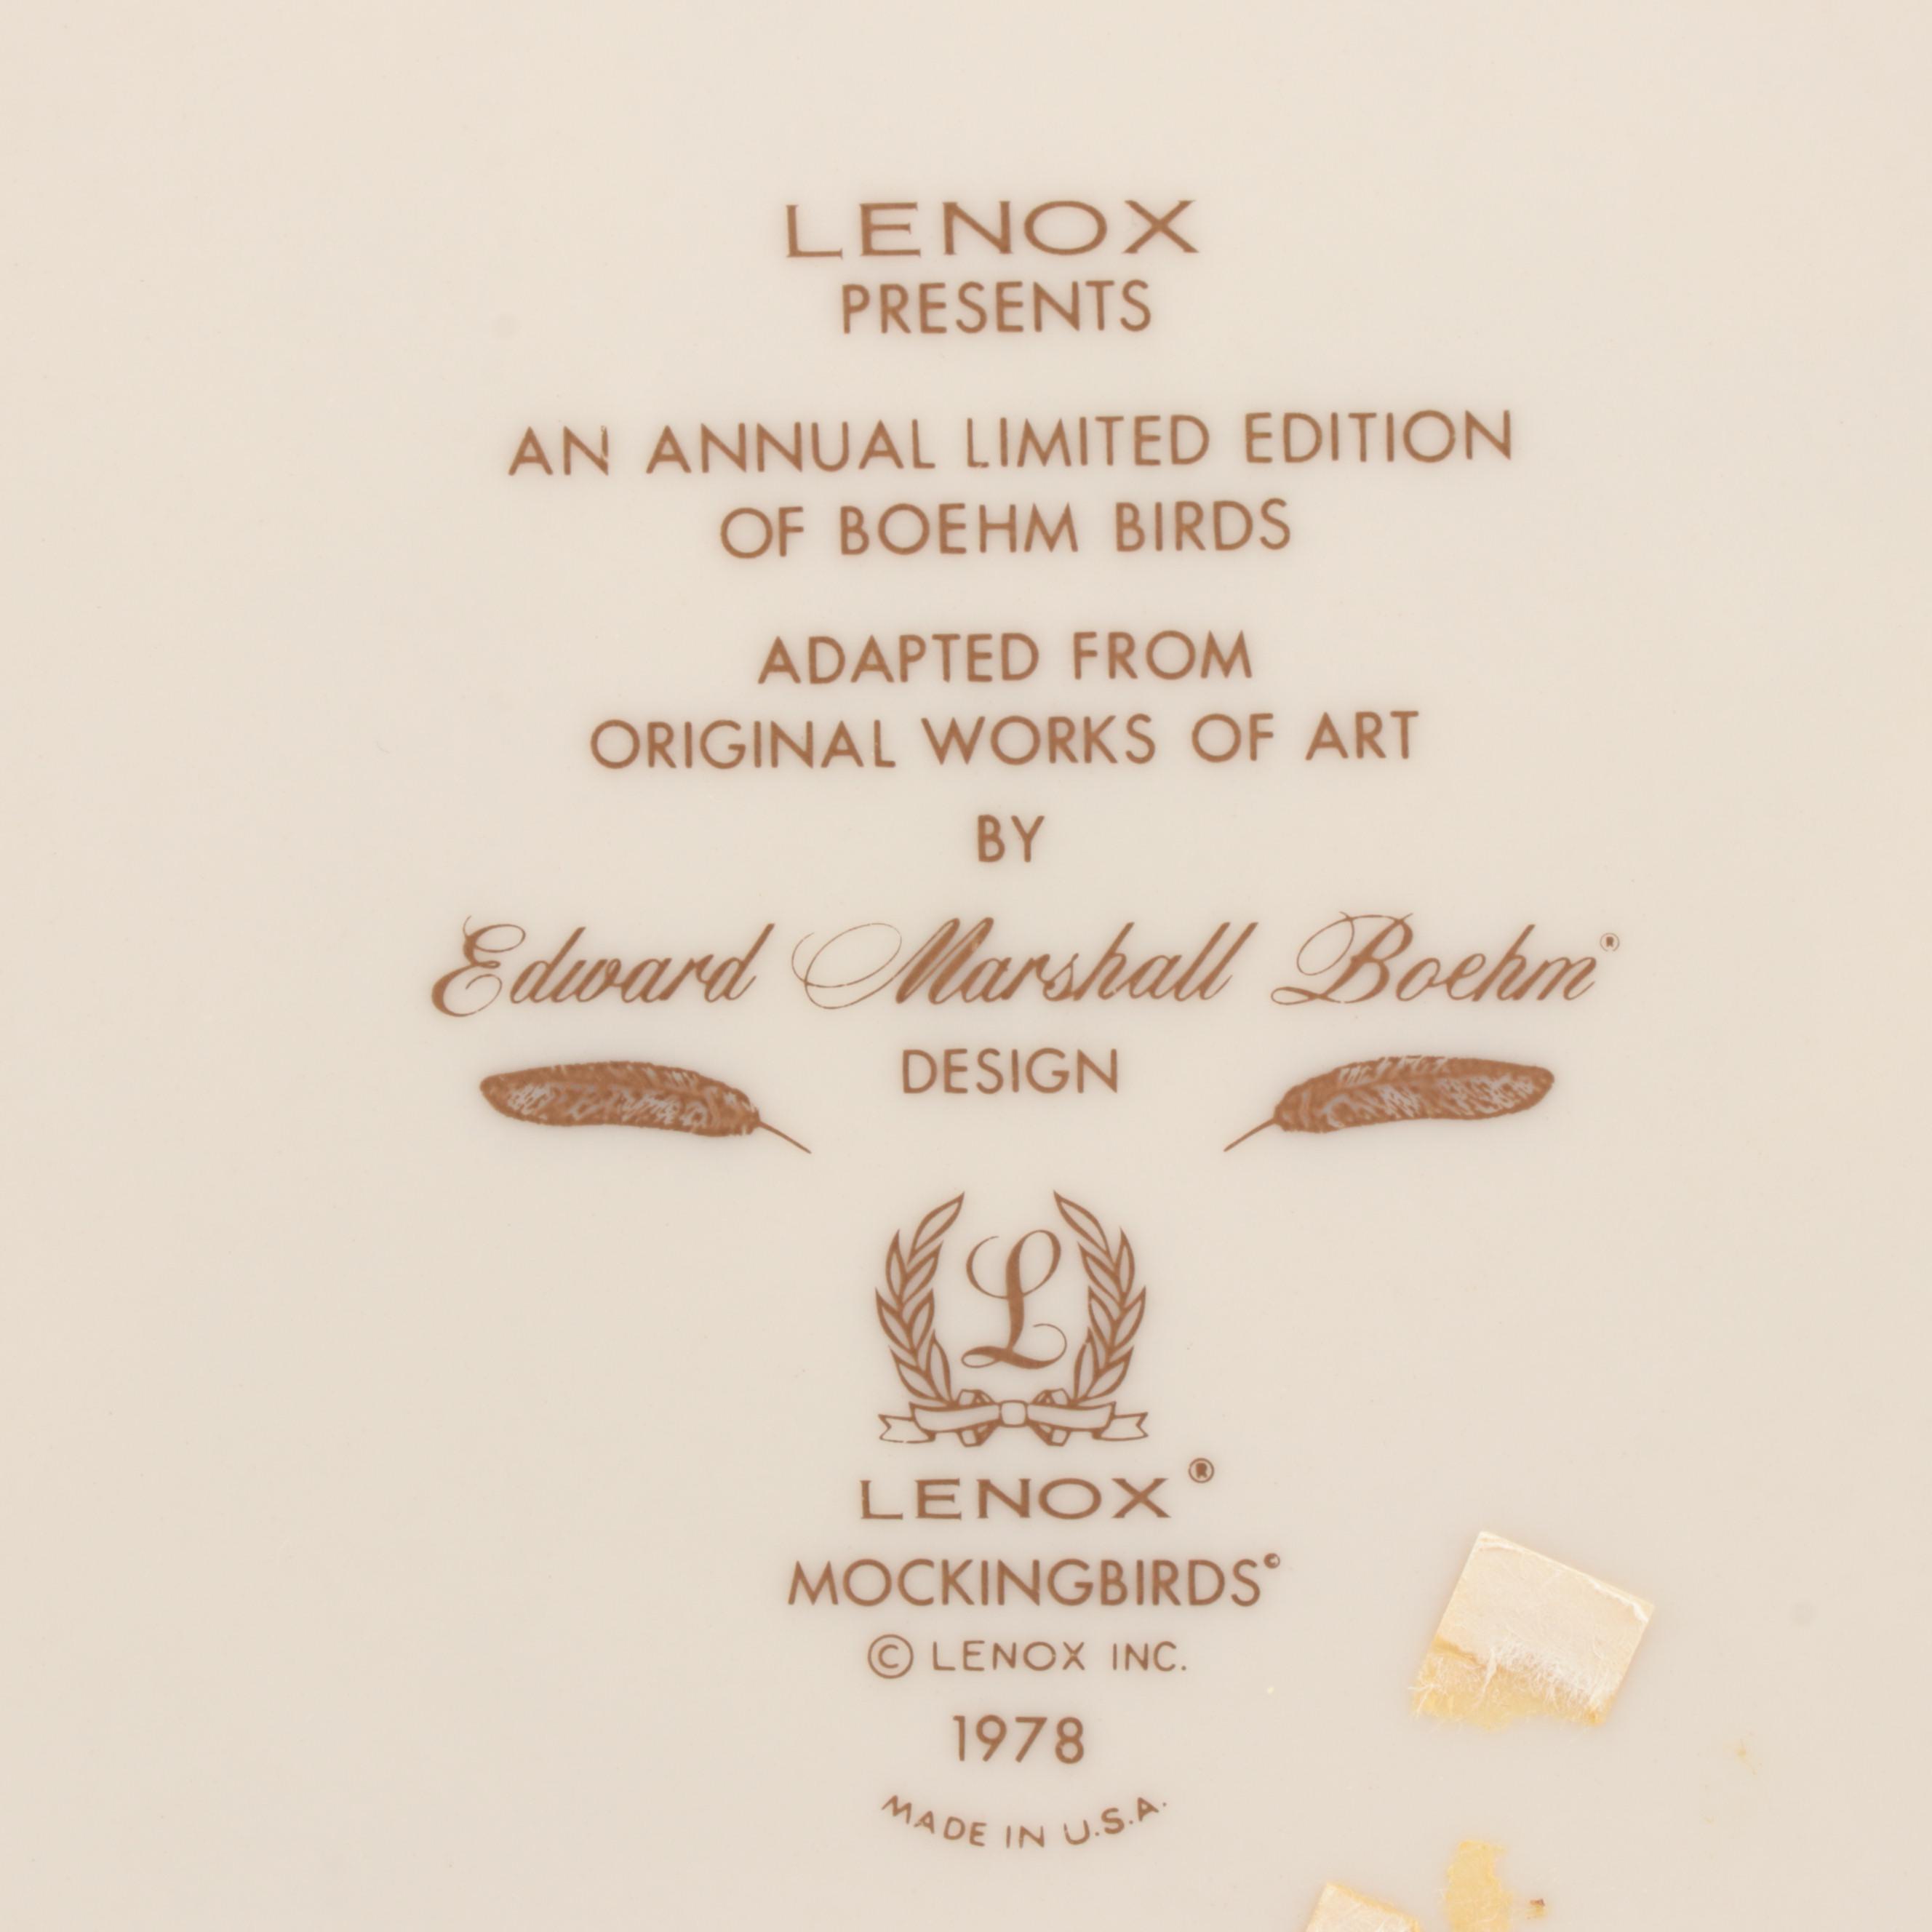 LENOX
PRESENTS
AN ANNUAL LIMITED EDITION
OF BOEHM BIRDS
ADAPTED FROM
ORIGINAL WORKS OF ART
BY
Edward Marshall Boehm®
DESIGN
L
LENOX®
MOCKINGBIRDS©
© LENOX INC.
1978
MADE IN U.S.A.